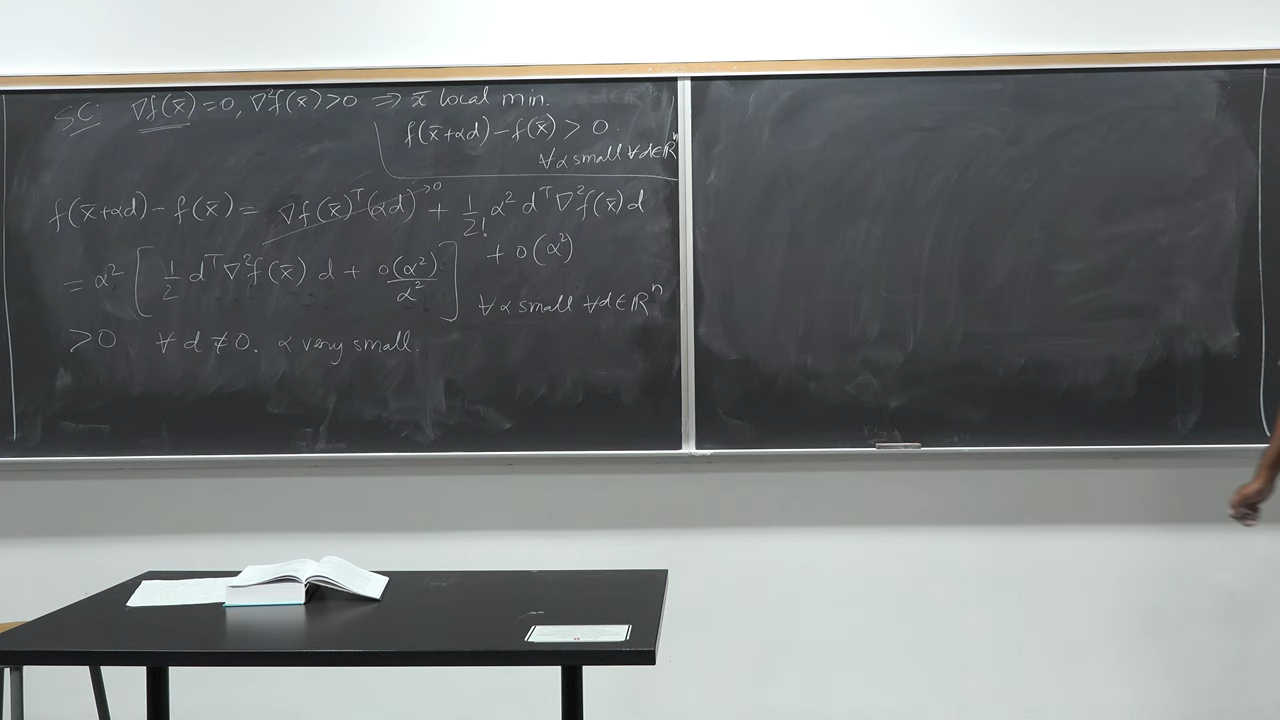 SC: ∇f(x̄)=0, ∇²f(x̄)>0 ⇒ x̄ local min.
f(x̄+αd)−f(x̄)>0.
∀α small ∀d∈ℝⁿ
f(x̄+αd)−f(x̄)= ∇f(x̄)ᵀ(αd)→0 + 1/2! α² dᵀ∇²f(x̄)d
+ o(α²)
= α² [ 1/2 dᵀ∇²f(x̄) d + o(α²)/α² ]
∀α small ∀d∈ℝⁿ
>0 ∀ d ≠0. α very small.